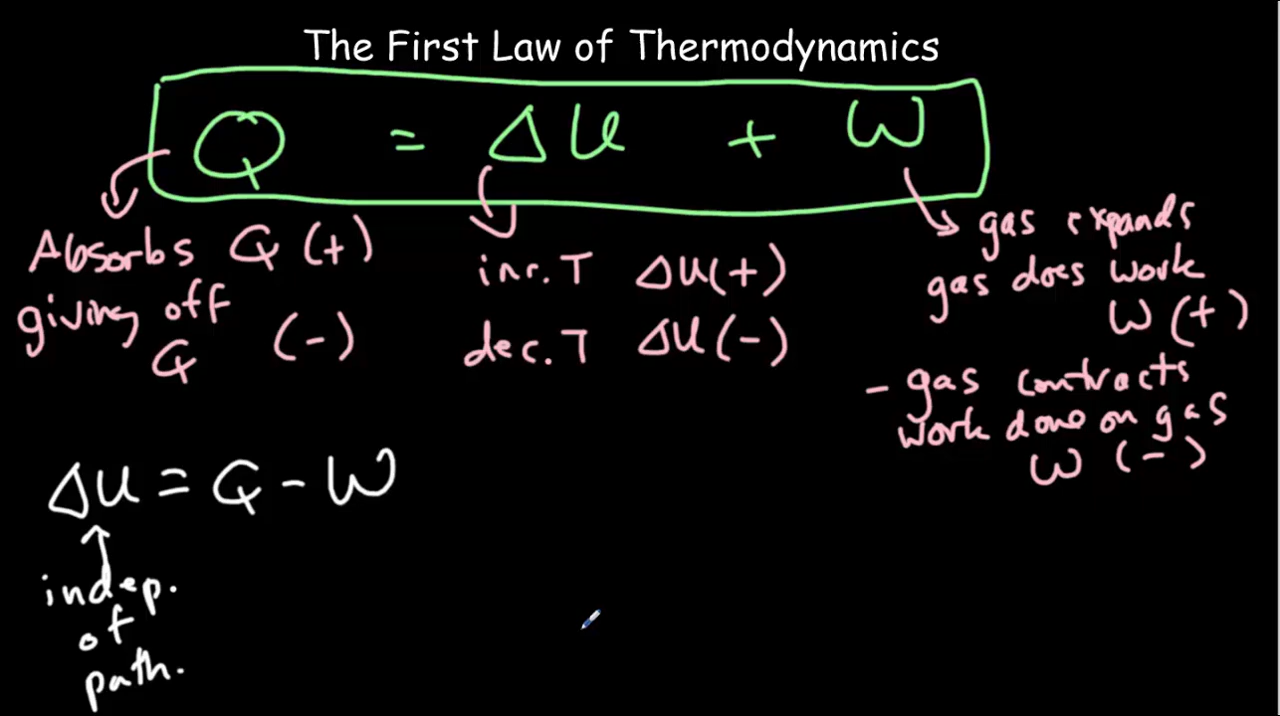 The First Law of Thermodynamics
Q = ΔU + W
Absorbs Q (+)
giving off
Q (-)
inr. T ΔU(+)
dec. T ΔU(-)
gas expands
gas does work
W (+)
- gas contracts
work done on gas
W (-)
ΔU = Q - W
indep.
of
path.